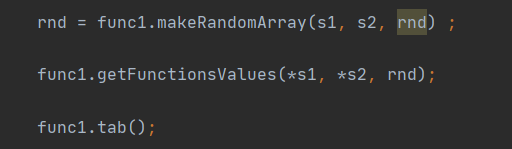 rnd = func1.makeRandomArray(s1, s2, rnd) ;
func1.getFunctionsValues(*s1, *s2, rnd);
func1.tab();